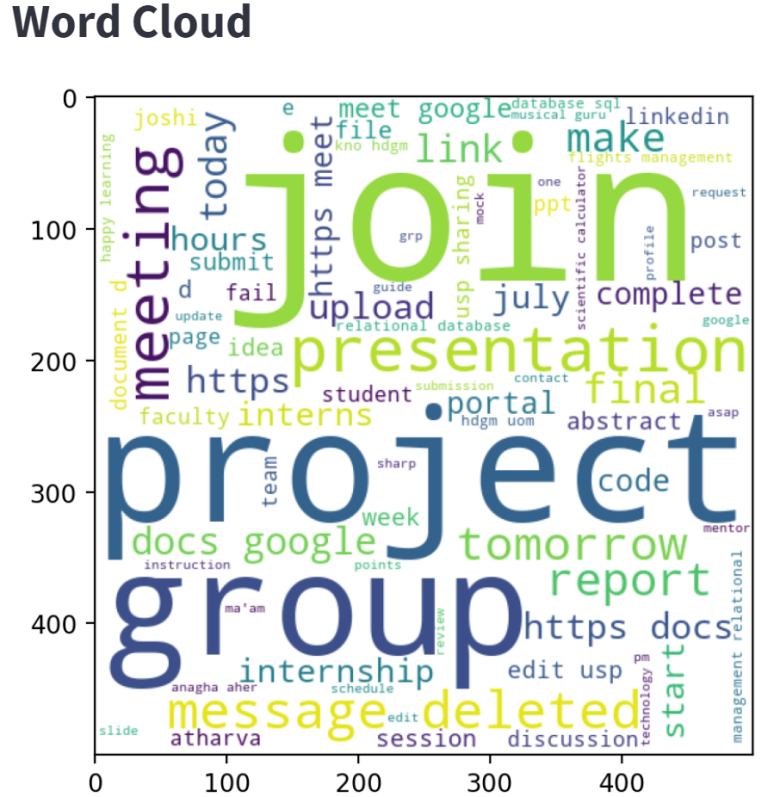 Word Cloud
0
100
200
300
400
0
100
200
300
400
joshi
e
meet google
database sql
musical guru
linkedin
today
file
kno hdgm
link
make
flights management
happy learning
meeting
https meet
join
usp sharing
mock
one
ppt
scientific calculator
request
grp
profile
post
hours
submit
d
fail
guide
upload
july
complete
document d
update
page
idea
relational database
google
presentation
https
student
submission
contact
final
faculty
interns
portal
hdgm uom
abstract
asap
project
team
sharp
code
week
mentor
docs google
tomorrow
instruction
points
report
group
ma'am
review
https docs
management relational
internship
edit usp
pm
start
technology
anagha aher
schedule
message deleted
edit
slide
atharva
session
discussion